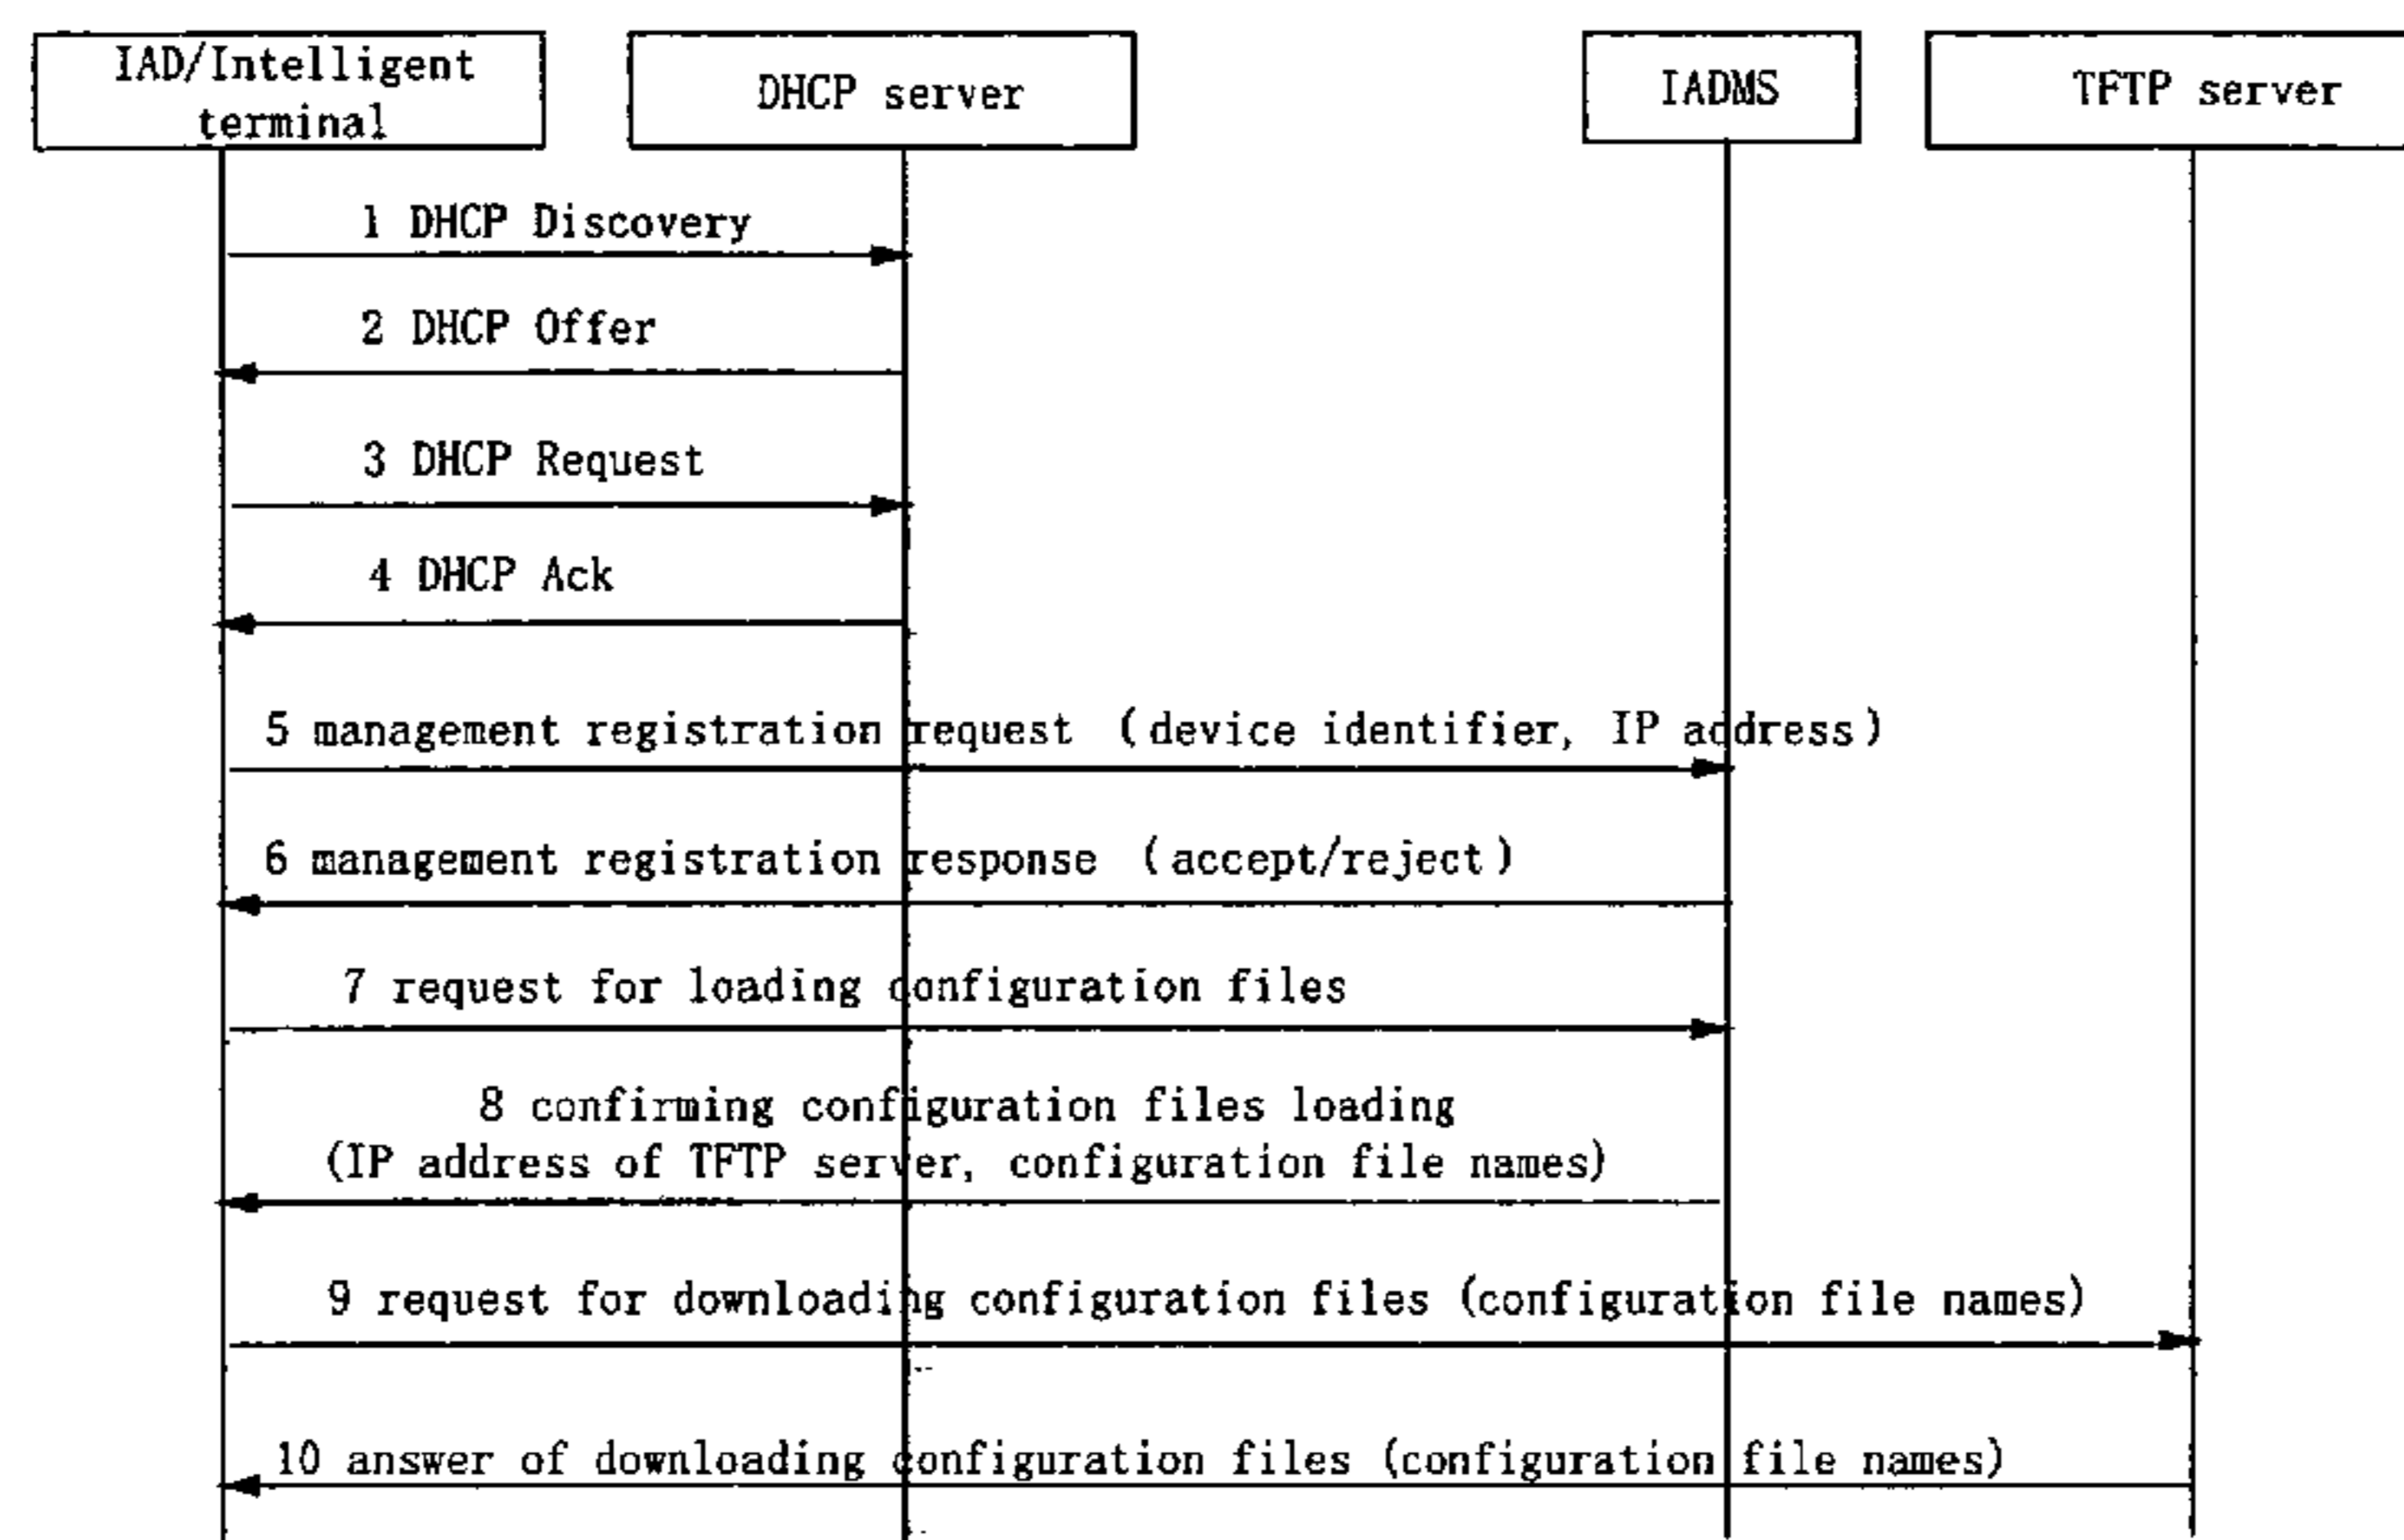 IAD/Intelligent
terminal
DHCP server
IADMS
TFTP server
1 DHCP Discovery
2 DHCP Offer
3 DHCP Request
4 DHCP Ack
5 management registration request (device identifier, IP address)
6 management registration response (accept/reject)
7 request for loading configuration files
8 confirming configuration files loading
(IP address of TFTP server, configuration file names)
9 request for downloading configuration files (configuration file names)
10 answer of downloading configuration files (configuration file names)